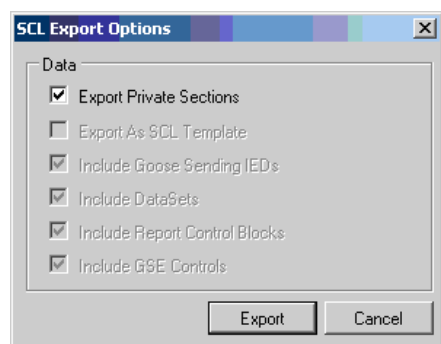 SCL Export Options
Data
Export Private Sections
Export As SCL Template
Include Goose Sending IEDs
Include DataSets
Include Report Control Blocks
Include GSE Controls
Export Cancel